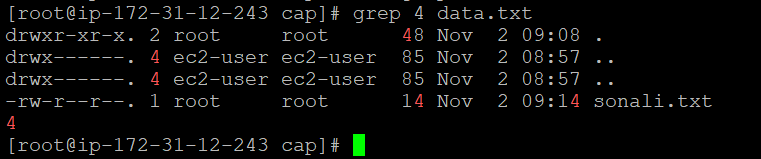 [root@ip-172-31-12-243 cap]# grep 4 data.txt
drwxr-xr-x. 2 root     root     48 Nov  2 09:08 .
drwx------. 4 ec2-user ec2-user 85 Nov  2 08:57 ..
drwx------. 4 ec2-user ec2-user 85 Nov  2 08:57 ..
-rw-r--r--. 1 root     root     14 Nov  2 09:14 sonali.txt
4
[root@ip-172-31-12-243 cap]#